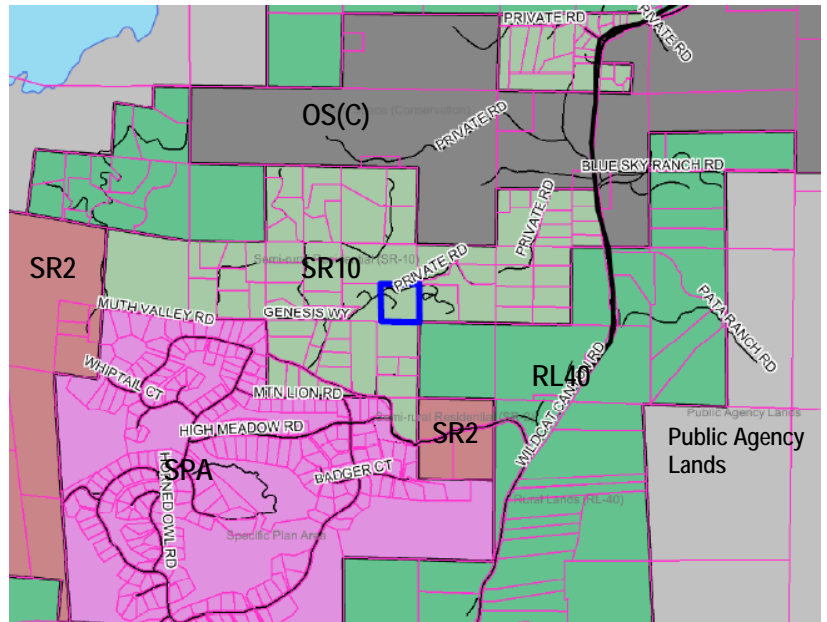 PRIVATE RD
PRIVATE RD
OS(C)
(Conservation)
PRIVATE RD
BLUE SKY RANCH RD
PRIVATE RD
SR2
Semi-rural Residential (SR-10)
SR10
PRIVATE RD
PATA RANCH RD
MUTH VALLEY RD
GENESIS WY
WHIPTAIL CT
MTN LION RD
RL40
WILDCAT CANYON RD
Semi-rural Residential
Public Agency Lands
HIGH MEADOW RD
SR2
Public Agency
Lands
SPA
BADGER CT
HORNED OWL RD
Rural Lands (RL-40)
Specific Plan Area